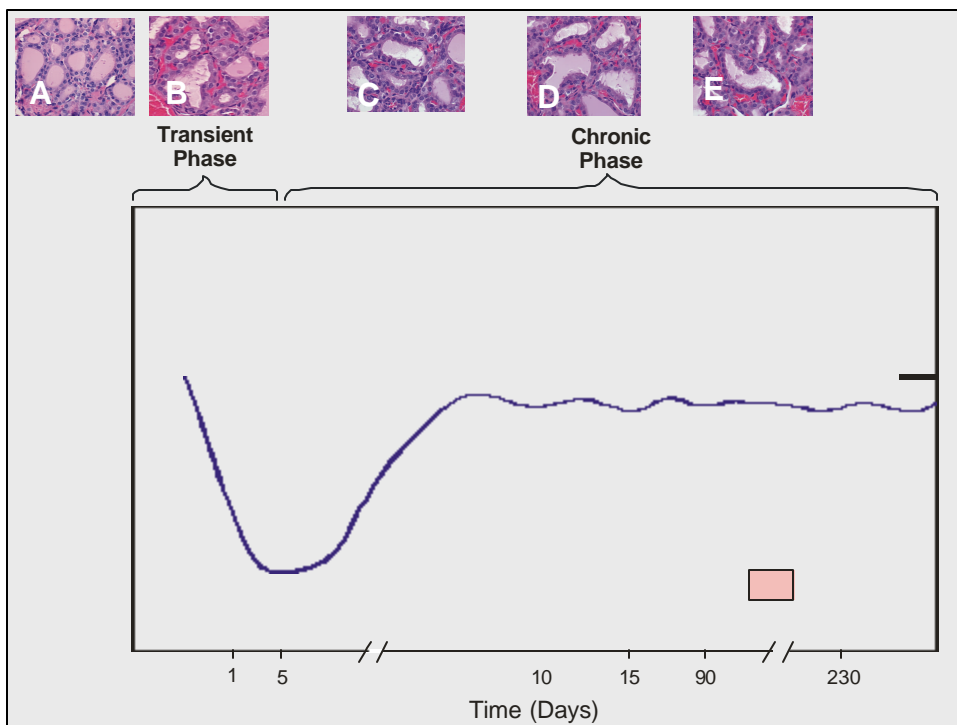 A
B
C
D
E
Transient
Phase
Chronic
Phase
1
5
10
15
90
230
Time (Days)